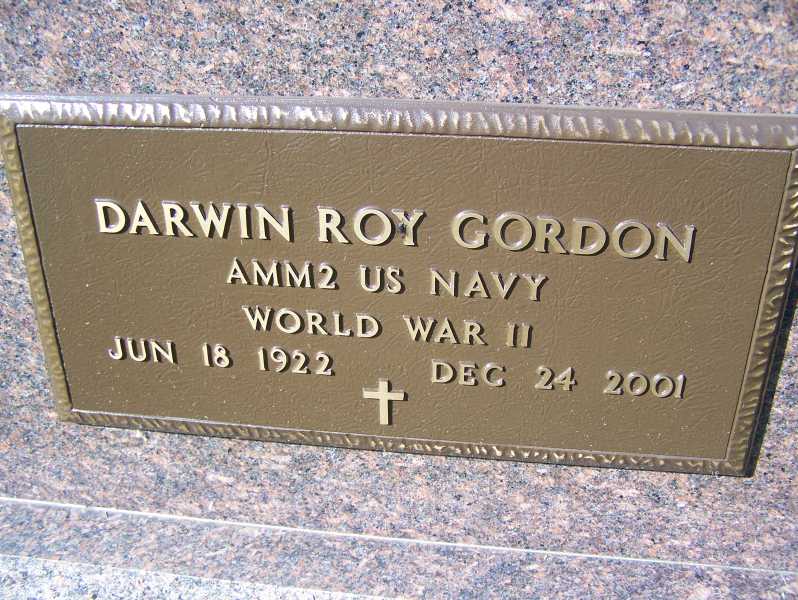 DARWIN ROY GORDON
AMM2 US NAVY
WORLD WAR II
JUN 18 1922 DEC 24 2001